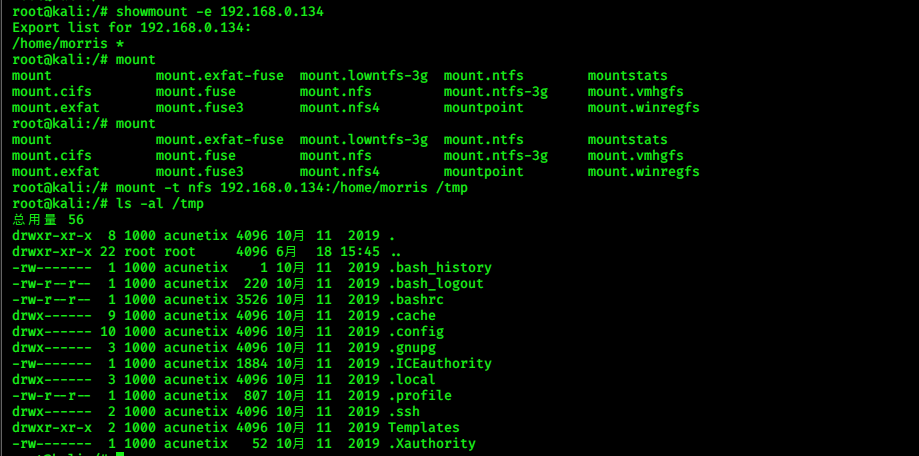 root@kali:/# showmount -e 192.168.0.134
Export list for 192.168.0.134:
/home/morris *
root@kali:/# mount
mount mount.exfat-fuse mount.lowntfs-3g mount.ntfs mountstats
mount.cifs mount.fuse mount.nfs mount.ntfs-3g mount.vmhgfs
mount.exfat mount.fuse3 mount.nfs4 mountpoint mount.winregfs
root@kali:/# mount
mount mount.exfat-fuse mount.lowntfs-3g mount.ntfs mountstats
mount.cifs mount.fuse mount.nfs mount.ntfs-3g mount.vmhgfs
mount.exfat mount.fuse3 mount.nfs4 mountpoint mount.winregfs
root@kali:/# mount -t nfs 192.168.0.134:/home/morris /tmp
root@kali:/# ls -al /tmp
总用量 56
drwxr-xr-x 8 1000 acunetix 4096 10月 11 2019 .
drwxr-xr-x 22 root root 4096 6月 18 15:45 ..
-rw------- 1 1000 acunetix 1 10月 11 2019 .bash_history
-rw-r--r-- 1 1000 acunetix 220 10月 11 2019 .bash_logout
-rw-r--r-- 1 1000 acunetix 3526 10月 11 2019 .bashrc
drwx------ 9 1000 acunetix 4096 10月 11 2019 .cache
drwx------ 10 1000 acunetix 4096 10月 11 2019 .config
drwx------ 3 1000 acunetix 4096 10月 11 2019 .gnupg
-rw------- 1 1000 acunetix 1884 10月 11 2019 .ICEauthority
drwx------ 3 1000 acunetix 4096 10月 11 2019 .local
-rw-r--r-- 1 1000 acunetix 807 10月 11 2019 .profile
drwx------ 2 1000 acunetix 4096 10月 11 2019 .ssh
drwxr-xr-x 2 1000 acunetix 4096 10月 11 2019 Templates
-rw------- 1 1000 acunetix 52 10月 11 2019 .Xauthority